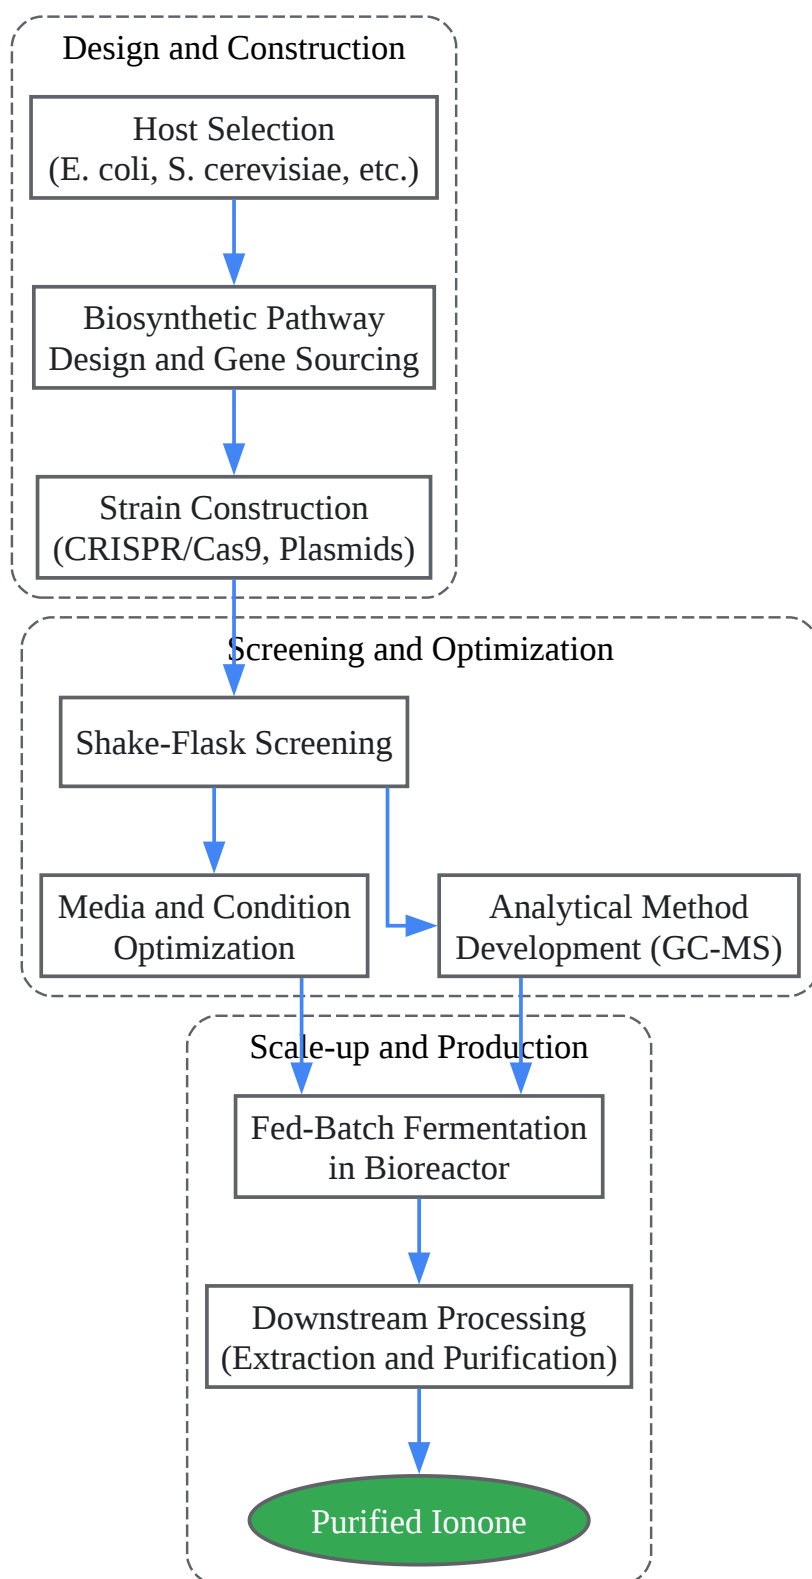 Design and Construction
Host Selection
(E. coli, S. cerevisiae, etc.)
Biosynthetic Pathway
Design and Gene Sourcing
Strain Construction
(CRISPR/Cas9, Plasmids)
Screening and Optimization
Shake-Flask Screening
Media and Condition
Optimization
Analytical Method
Development (GC-MS)
Scale-up and Production
Fed-Batch Fermentation
in Bioreactor
Downstream Processing
(Extraction and Purification)
Purified Ionone